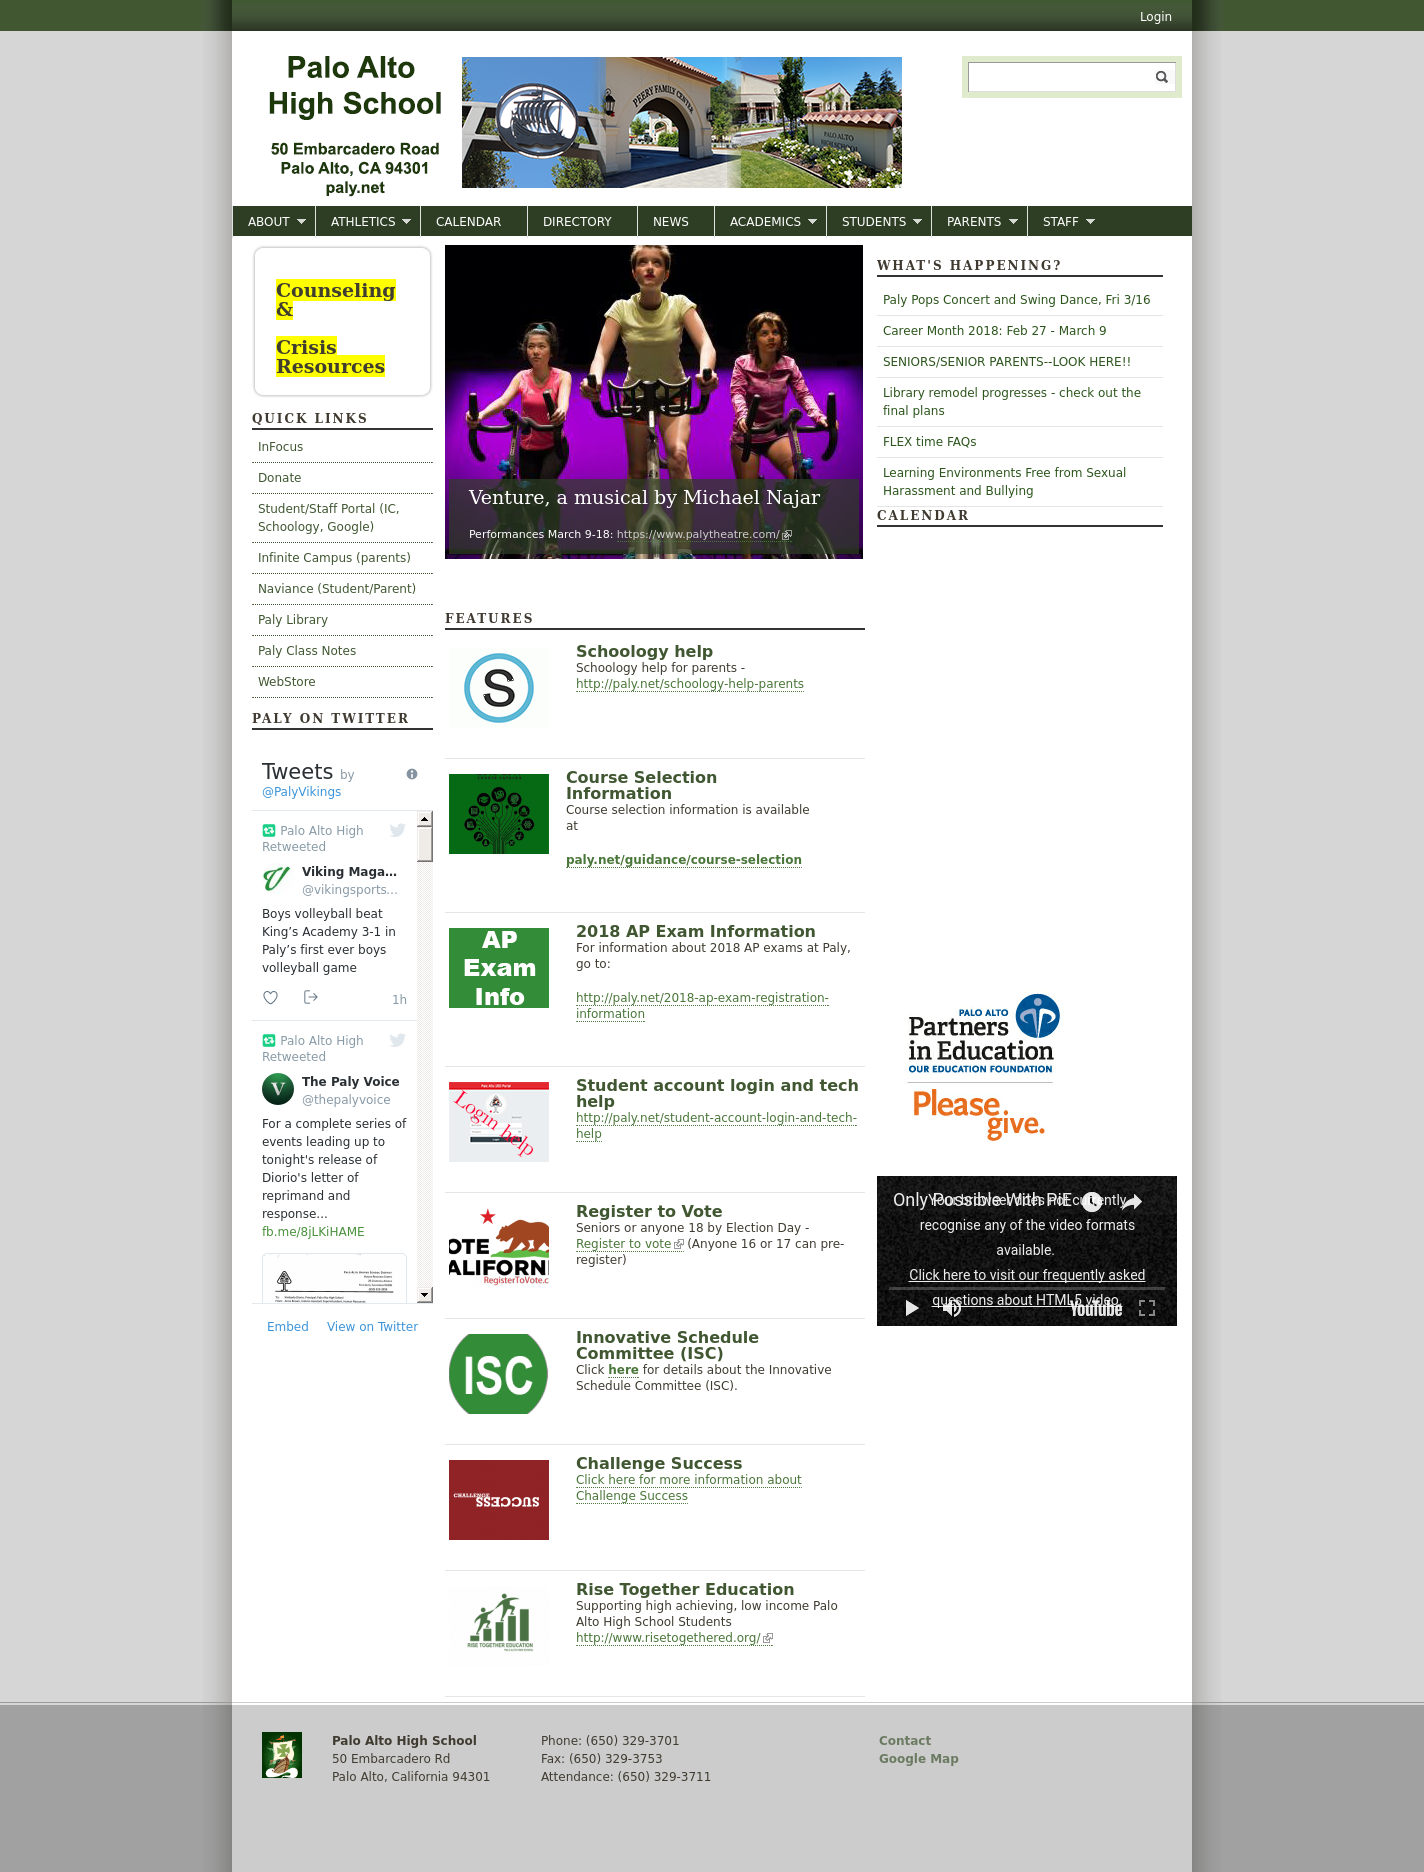 Login
Palo Alto
High School
50 Embarcadero Road
Palo Alto, CA 94301
paly.net
PEERY FAMILY CENTER
PALO ALTO
HIGH SCHOOL
ABOUT
ATHLETICS
CALENDAR
DIRECTORY
NEWS
ACADEMICS
STUDENTS
PARENTS
STAFF
Counseling
&
Crisis
Resources
QUICK LINKS
InFocus
Donate
Student/Staff Portal (IC,
Schoology, Google)
Infinite Campus (parents)
Naviance (Student/Parent)
Paly Library
Paly Class Notes
WebStore
PALY ON TWITTER
Tweets by
@PalyVikings
Palo Alto High
Retweeted
Viking Maga...
@vikingsports...
Boys volleyball beat
King’s Academy 3-1 in
Paly’s first ever boys
volleyball game
1h
Palo Alto High
Retweeted
V
The Paly Voice
@thepalyvoice
For a complete series of
events leading up to
tonight's release of
Diorio's letter of
reprimand and
response...
fb.me/8jLKiHAME
Embed
View on Twitter
Venture, a musical by Michael Najar
Performances March 9-18: https://www.palytheatre.com/
FEATURES
S
Schoology help
Schoology help for parents -
http://paly.net/schoology-help-parents
Course Selection
Information
Course selection information is available
at
paly.net/guidance/course-selection
AP
Exam
Info
2018 AP Exam Information
For information about 2018 AP exams at Paly,
go to:
http://paly.net/2018-ap-exam-registration-
information
Login help
Student account login and tech
help
http://paly.net/student-account-login-and-tech-
help
OTE
ALIFORNI
RegisterToVote.c
Register to Vote
Seniors or anyone 18 by Election Day -
Register to vote (Anyone 16 or 17 can pre-
register)
ISC
Innovative Schedule
Committee (ISC)
Click here for details about the Innovative
Schedule Committee (ISC).
CHALLENGE
SUCCESS
Challenge Success
Click here for more information about
Challenge Success
RISE TOGETHER EDUCATION
Rise Together Education
Supporting high achieving, low income Palo
Alto High School Students
http://www.risetogethered.org/
WHAT'S HAPPENING?
Paly Pops Concert and Swing Dance, Fri 3/16
Career Month 2018: Feb 27 - March 9
SENIORS/SENIOR PARENTS--LOOK HERE!!
Library remodel progresses - check out the
final plans
FLEX time FAQs
Learning Environments Free from Sexual
Harassment and Bullying
CALENDAR
PALO ALTO
Partners
in Education
OUR EDUCATION FOUNDATION
Please
give.
Only Possible With PiE
Your browser does not currently
recognise any of the video formats
available.
Click here to visit our frequently asked
questions about HTML5 video.
YouTube
Palo Alto High School
50 Embarcadero Rd
Palo Alto, California 94301
Phone: (650) 329-3701
Fax: (650) 329-3753
Attendance: (650) 329-3711
Contact
Google Map